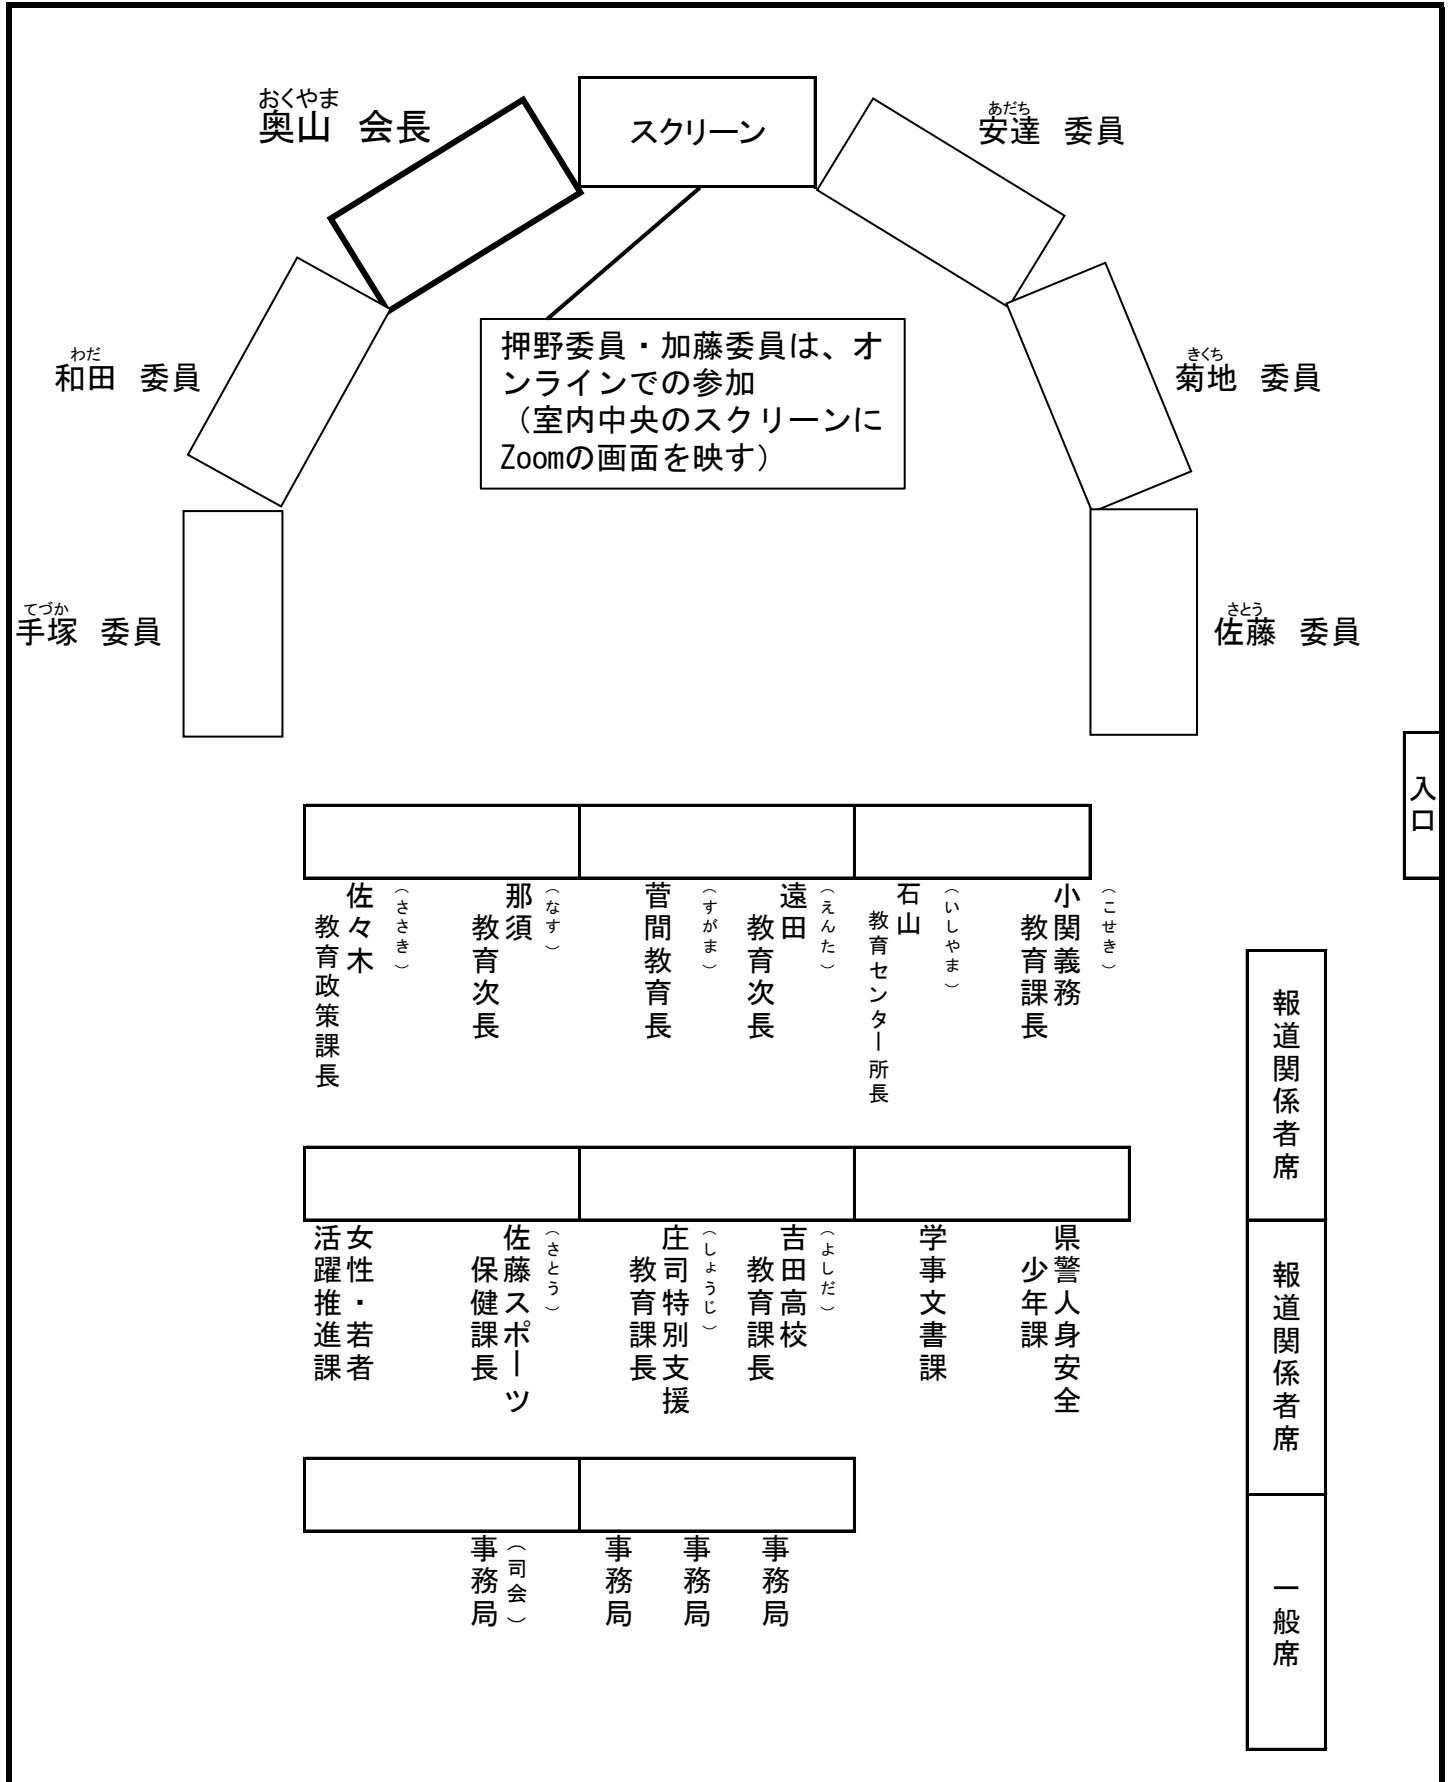 おくやま
奥山 会長
スクリーン
あだち
安達 委員
わだ
和田 委員
押野委員・加藤委員は、オ
ンラインでの参加
（室内中央のスクリーンに
Zoomの画面を映す）
きくち
菊地 委員
てづか
手塚 委員
さとう
佐藤 委員
入口
（こせき）
小関義務
教育課長
（いしやま）
石山
教育センター所長
（えんた）
遠田
教育次長
（すがま）
菅間教育長
（なす）
那須
教育次長
（ささき）
佐々木
教育政策課長
報道関係者席
県警人身安全
少年課
学事文書課
（よしだ）
吉田高校
教育課長
（しょうじ）
庄司特別支援
教育課長
（さとう）
佐藤スポーツ
保健課長
女性・若者
活躍推進課
報道関係者席
事務局
事務局
事務局
（司会）
事務局
一般席